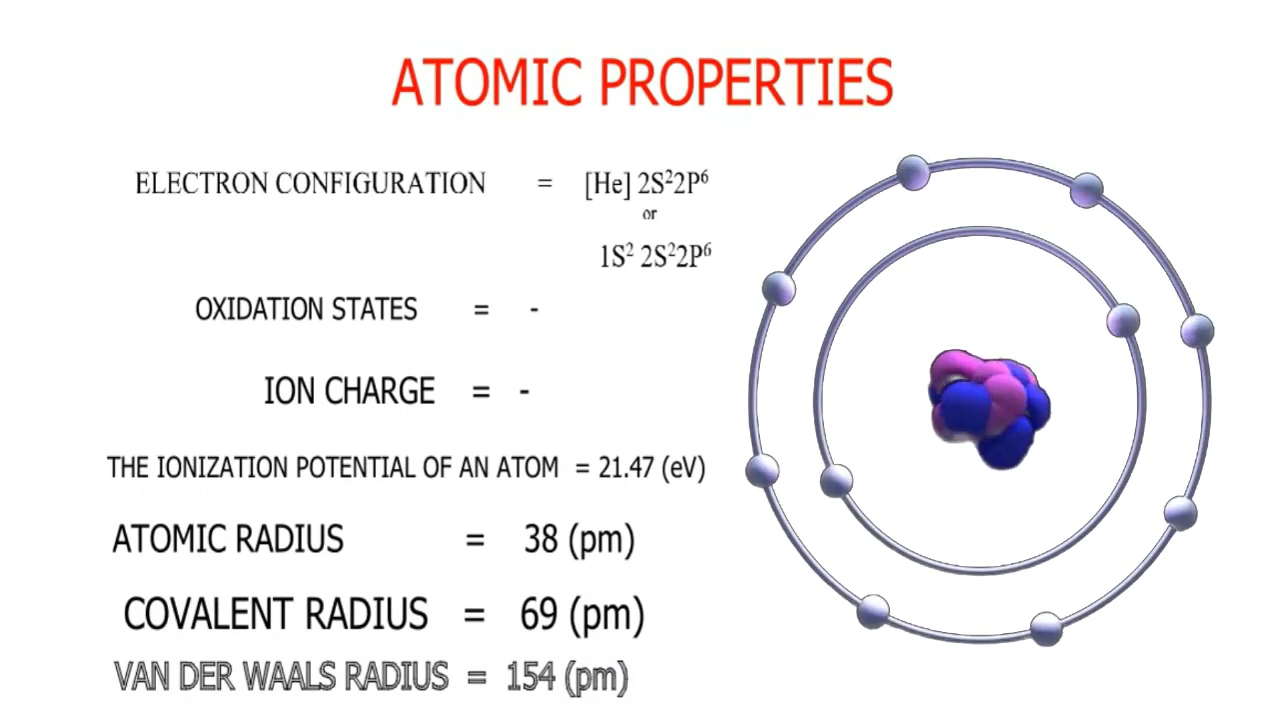 ATOMIC PROPERTIES
ELECTRON CONFIGURATION = [He] 2S²2P⁶
or
1S² 2S²2P⁶
OXIDATION STATES = -
ION CHARGE = -
THE IONIZATION POTENTIAL OF AN ATOM = 21.47 (eV)
ATOMIC RADIUS = 38 (pm)
COVALENT RADIUS = 69 (pm)
VAN DER WAALS RADIUS = 154 (pm)